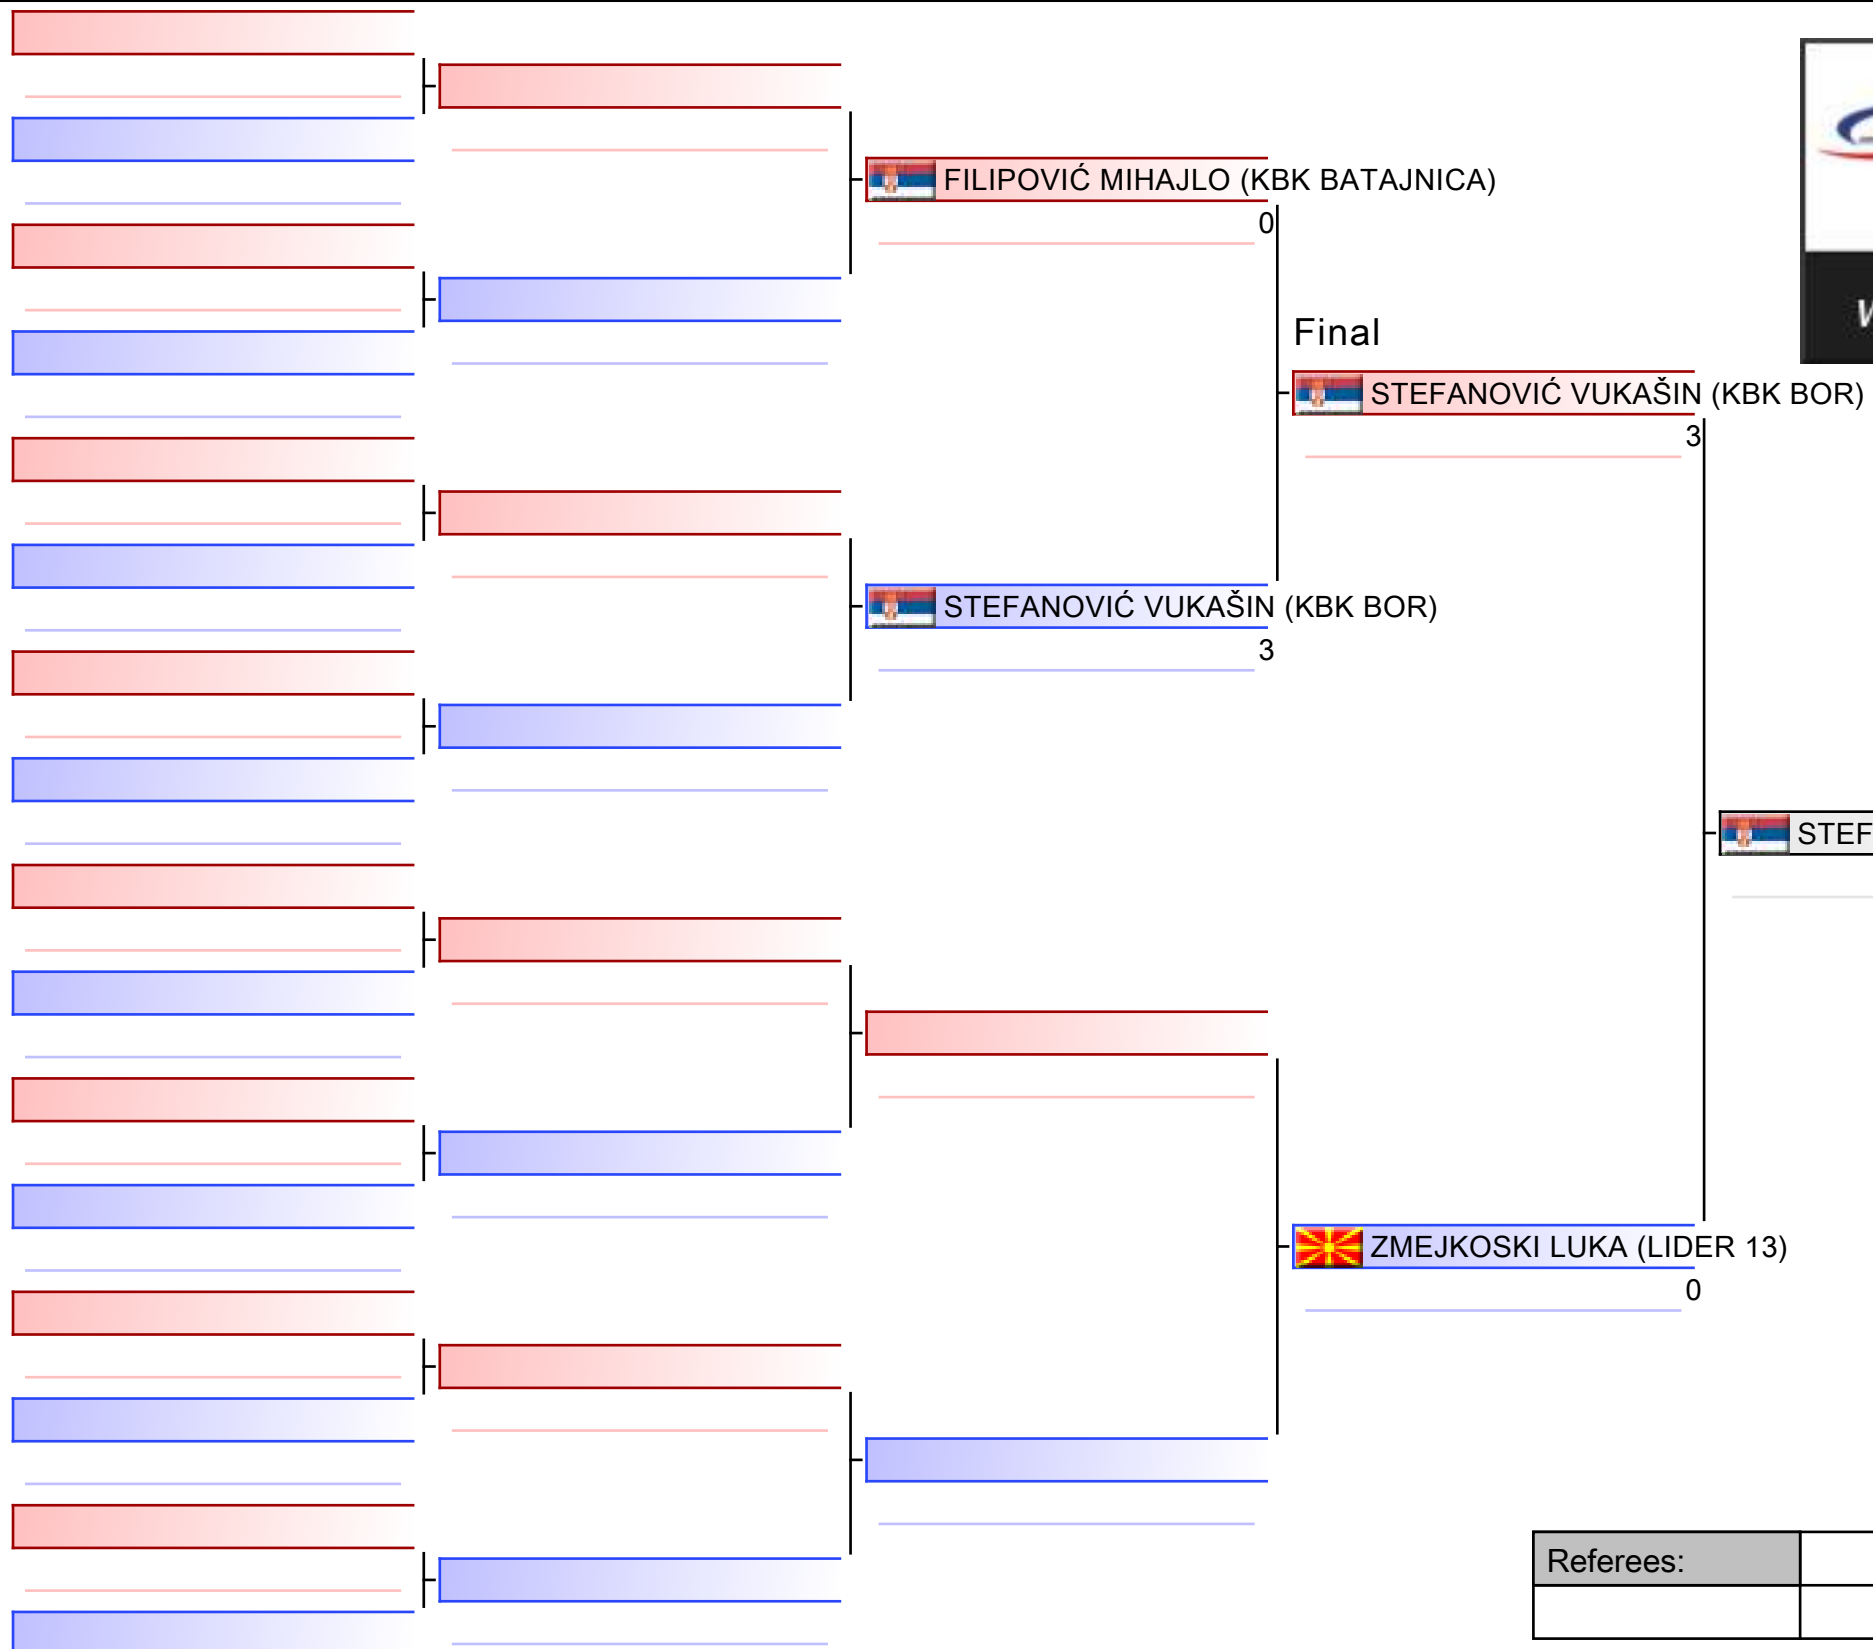 FILIPOVIĆ MIHAJLO (KBK BATAJNICA)
0
Final
STEFANOVIĆ VUKAŠIN (KBK BOR)
3
STEFANOVIĆ VUKAŠIN (KBK BOR)
3
STEF
ZMEJKOSKI LUKA (LIDER 13)
0
Referees: